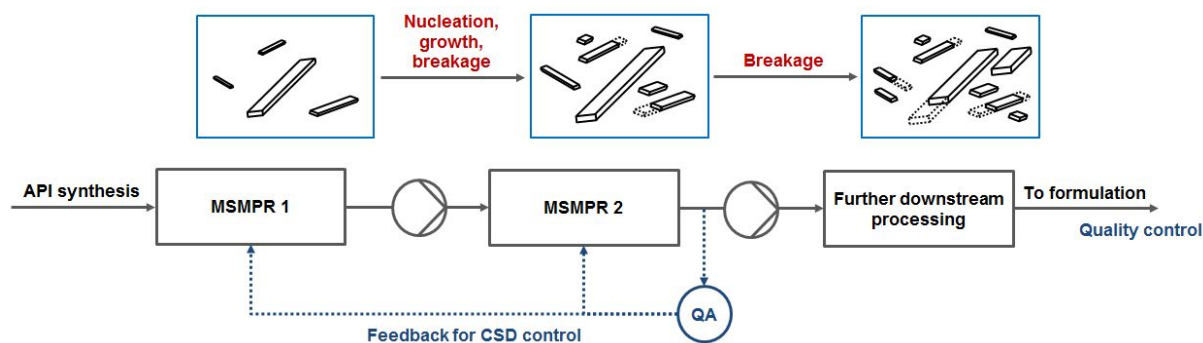 Nucleation,
growth,
breakage
Breakage
API synthesis
MSMPR 1
MSMPR 2
Further downstream
processing
To formulation
Quality control
QA
Feedback for CSD control